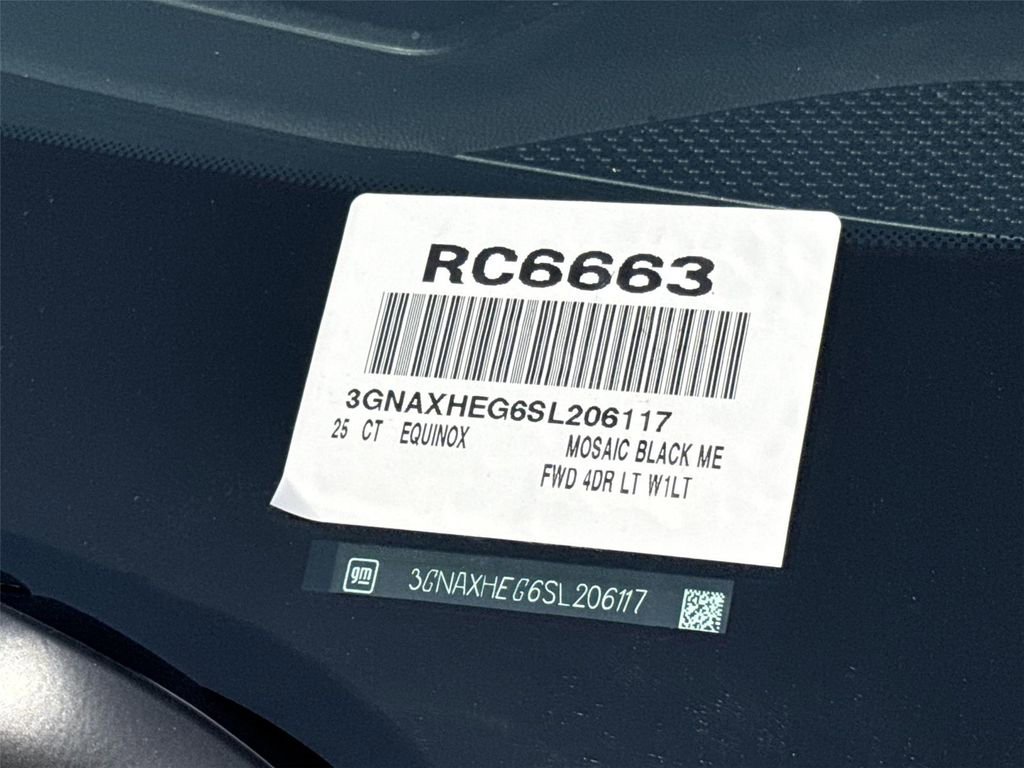 RC6663
3GNAXHEG6SL206117
25 CT EQUINOX MOSAIC BLACK ME
FWD 4DR LT W1LT
gm 3GNAXHEG6SL206117